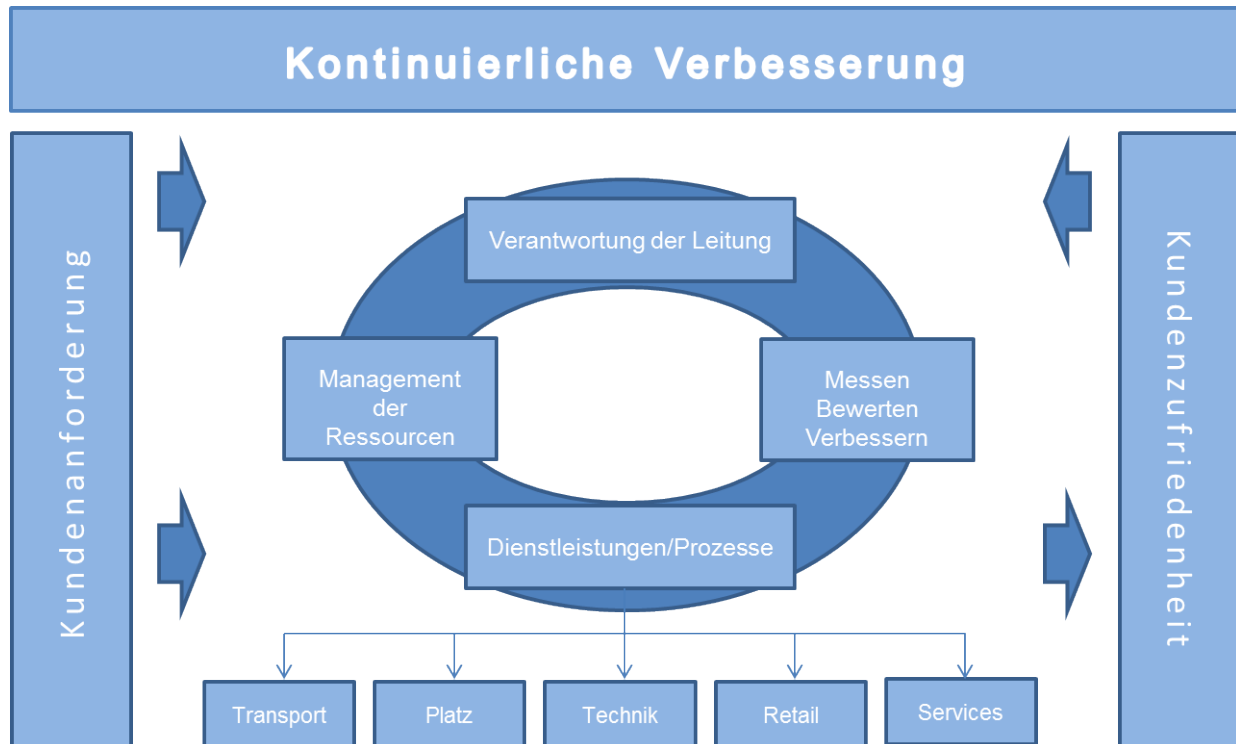 Kontinuierliche Verbesserung
Kundenanforderung
Verantwortung der Leitung
Management
der
Ressourcen
Messen
Bewerten
Verbessern
Dienstleistungen/Prozesse
Kundenzufriedenheit
Transport
Platz
Technik
Retail
Services